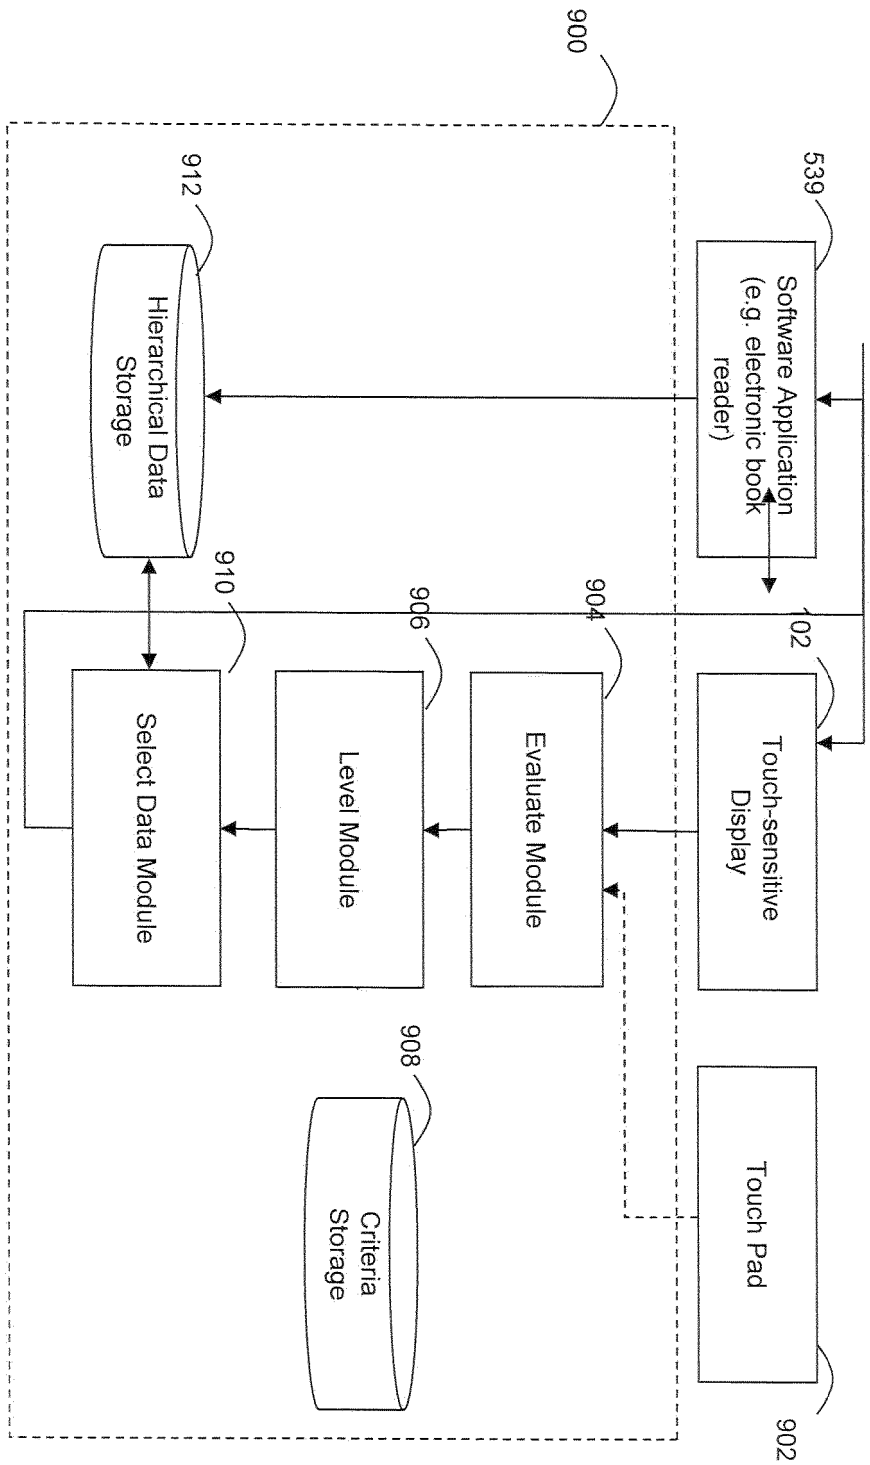 900
539
Software Application
(e.g. electronic book
reader)
102
Touch-sensitive
Display
Touch Pad
902
904
Evaluate Module
906
Level Module
908
Criteria
Storage
912
Hierarchical Data
Storage
910
Select Data Module